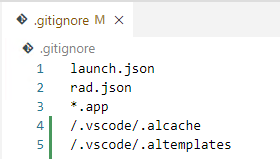 .gitignore M
.gitignore
1 launch.json
2 rad.json
3 *.app
4 /.vscode/.alcache
5 /.vscode/.altemplates